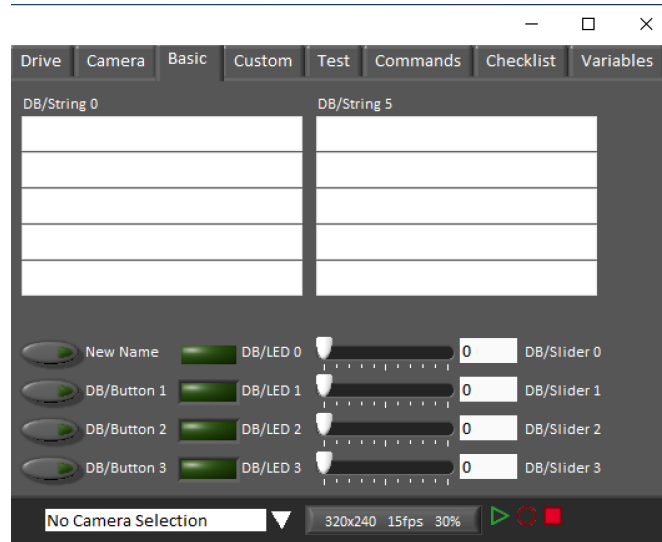 Drive Camera Basic Custom Test Commands Checklist Variables
DB/String 0 DB/String 5
New Name DB/LED 0 0 DB/Slider 0
DB/Button 1 DB/LED 1 0 DB/Slider 1
DB/Button 2 DB/LED 2 0 DB/Slider 2
DB/Button 3 DB/LED 3 0 DB/Slider 3
No Camera Selection 320x240 15fps 30%